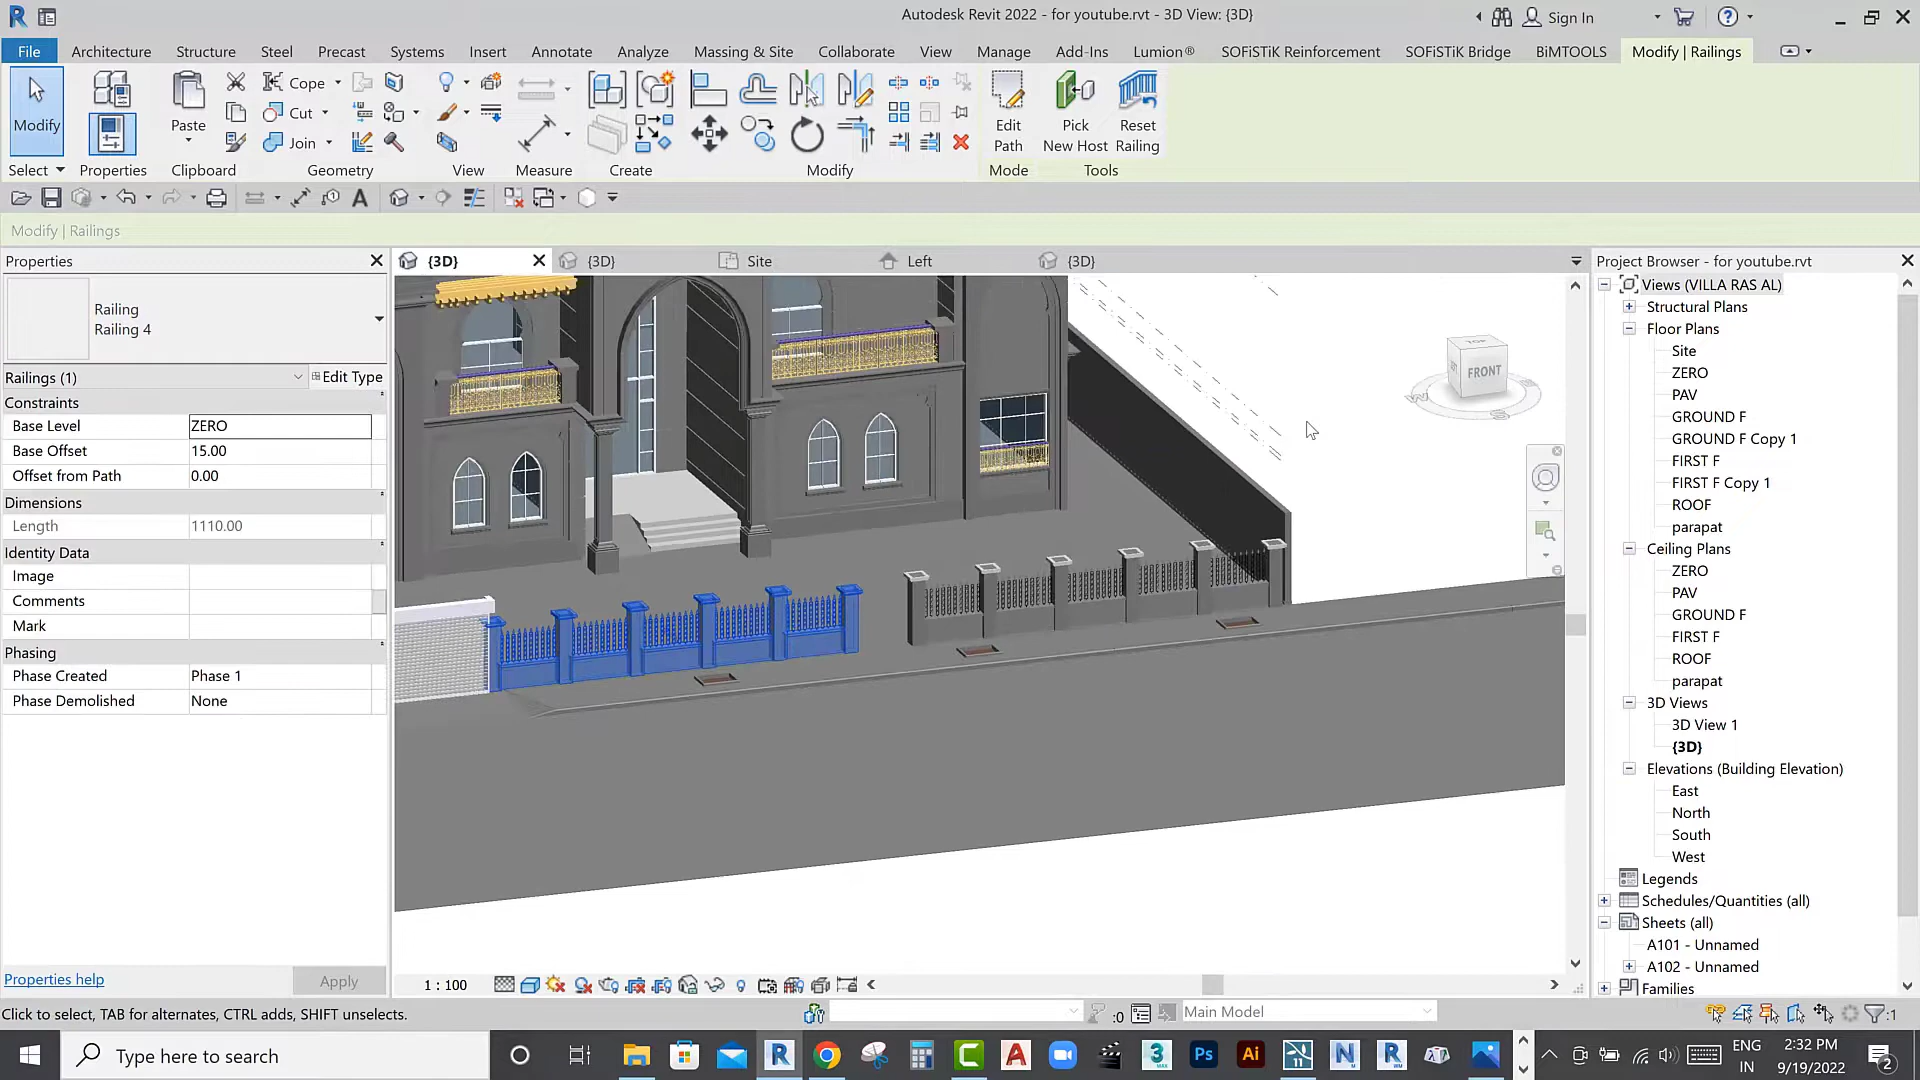 Autodesk Revit 2022 - for youtube.rvt - 3D View: {3D}
Sign In
File Architecture Structure Steel Precast Systems Insert Annotate Analyze Massing & Site Collaborate View Manage Add-Ins Lumion® SOFiSTiK Reinforcement SOFiSTiK Bridge BiMTOOLS Modify | Railings
Modify
Paste
Cope
Cut
Join
Edit Path
Pick New Host
Reset Railing
Select Properties Clipboard Geometry View Measure Create Modify Mode Tools
Modify | Railings
Properties
{3D}
{3D}
Site
Left
{3D}
Project Browser - for youtube.rvt
Railing
Railing 4
Railings (1)
Edit Type
Constraints
Base Level ZERO
Base Offset 15.00
Offset from Path 0.00
Dimensions
Length 1110.00
Identity Data
Image
Comments
Mark
Phasing
Phase Created Phase 1
Phase Demolished None
Properties help
Apply
TOP
FRONT
W
S
Views (VILLA RAS AL)
Structural Plans
Floor Plans
Site
ZERO
PAV
GROUND F
GROUND F Copy 1
FIRST F
FIRST F Copy 1
ROOF
parapat
Ceiling Plans
ZERO
PAV
GROUND F
FIRST F
ROOF
parapat
3D Views
3D View 1
{3D}
Elevations (Building Elevation)
East
North
South
West
Legends
Schedules/Quantities (all)
Sheets (all)
A101 - Unnamed
A102 - Unnamed
Families
1 : 100
Click to select, TAB for alternates, CTRL adds, SHIFT unselects.
:0
Main Model
:1
Type here to search
ENG
IN
2:32 PM
9/19/2022
2